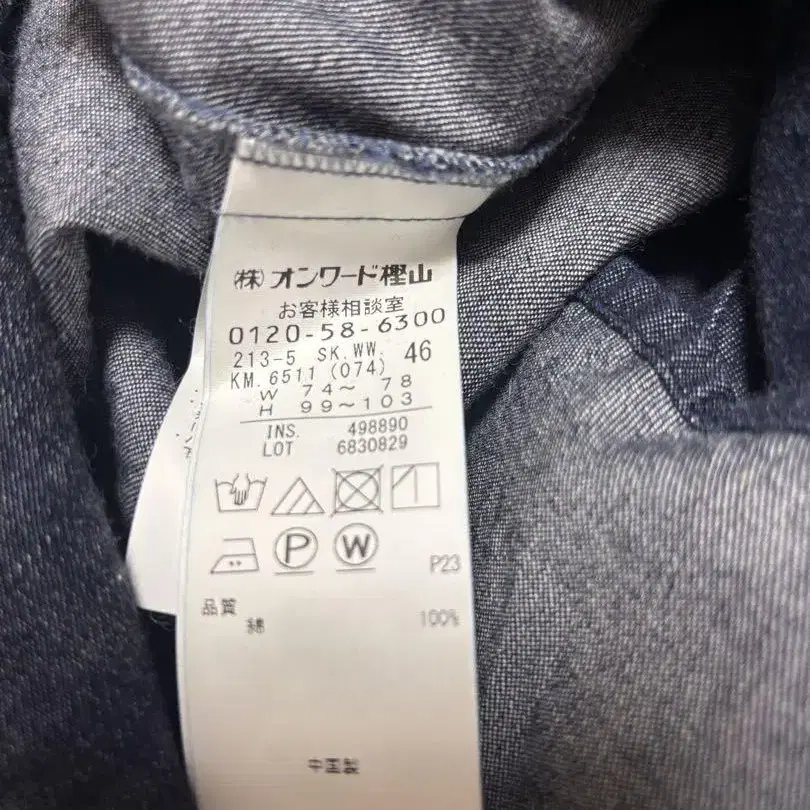 (株)オンワード樫山
お客様相談室
0120-58-6300
213-5 SK.WW. 46
KM.6511 (074)
W 74～ 78
H 99～103
INS. 498890
LOT 6830829
P W
P23
品質
綿 100%
中国製